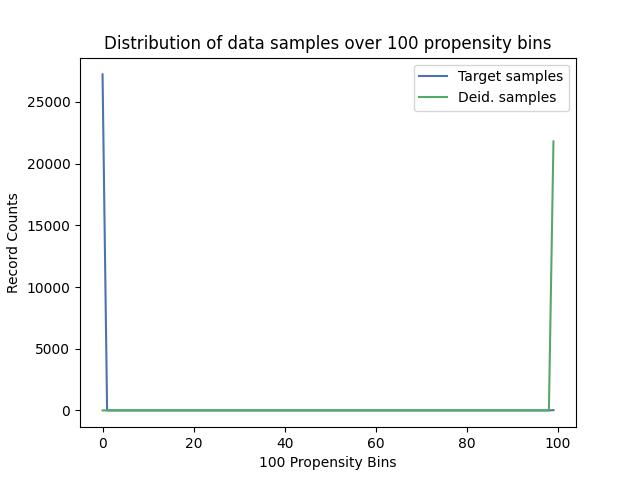 Distribution of data samples over 100 propensity bins
Target samples
Deid. samples
25000
20000
15000
10000
5000
0
Record Counts
0 20 40 60 80 100
100 Propensity Bins